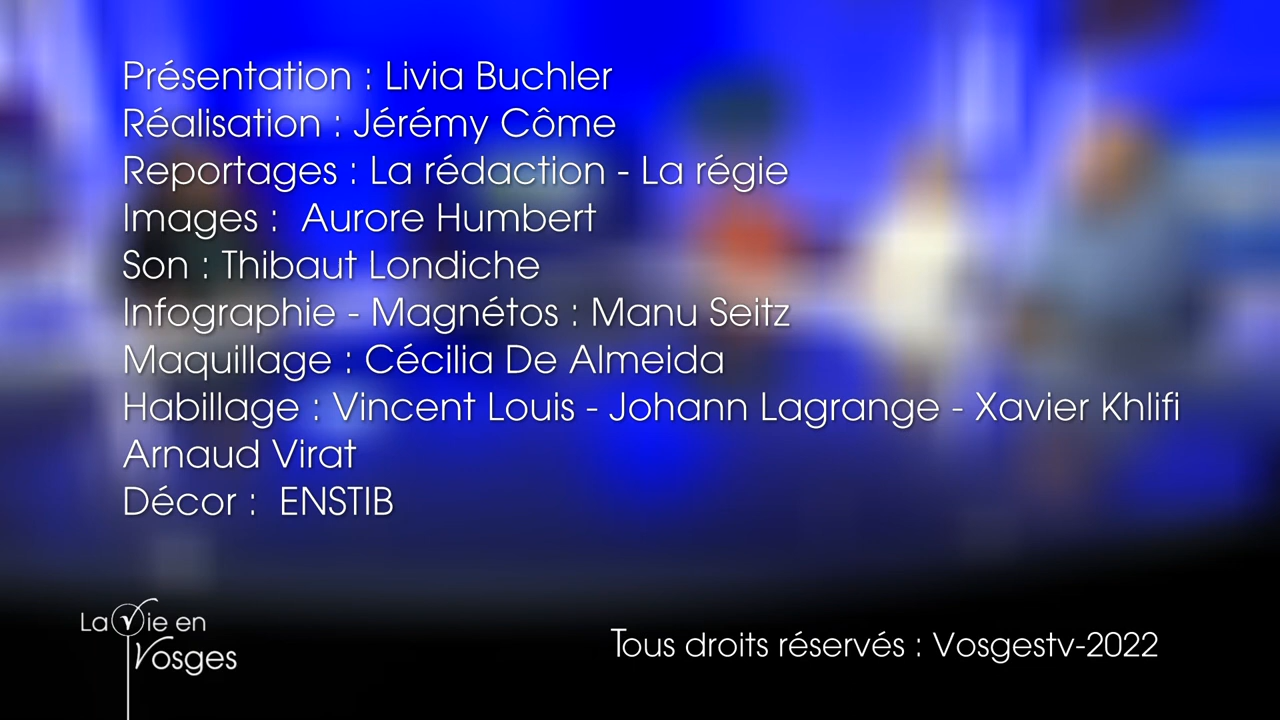 Présentation : Livia Buchler
Réalisation : Jérémy Côme
Reportages : La rédaction - La régie
Images :  Aurore Humbert
Son : Thibaut Londiche
Infographie - Magnétos : Manu Seitz
Maquillage : Cécilia De Almeida
Habillage : Vincent Louis - Johann Lagrange - Xavier Khlifi
Arnaud Virat
Décor :  ENSTIB
La Vie en
Vosges
Tous droits réservés : Vosgestv-2022